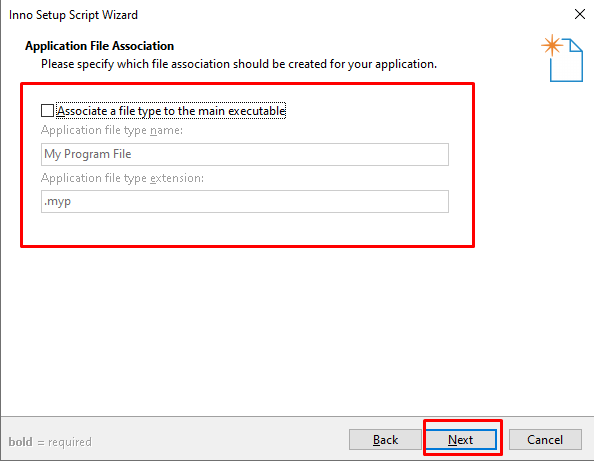 Inno Setup Script Wizard
Application File Association
Please specify which file association should be created for your application.
Associate a file type to the main executable
Application file type name:
My Program File
Application file type extension:
.myp
bold = required
Back
Next
Cancel